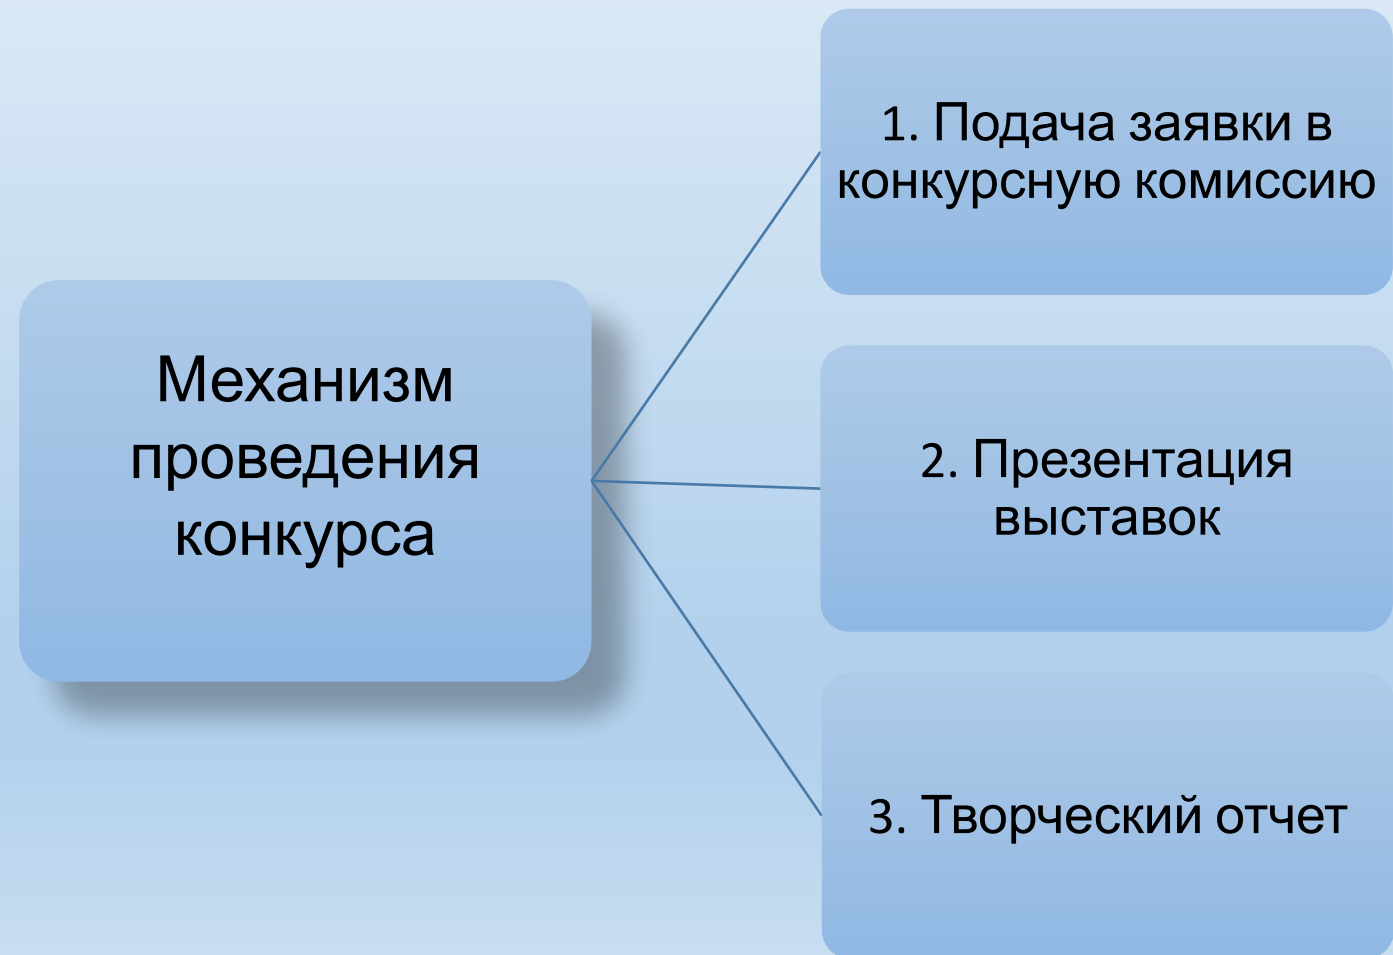 Механизм
проведения
конкурса
1. Подача заявки в
конкурсную комиссию
2. Презентация
выставок
3. Творческий отчет